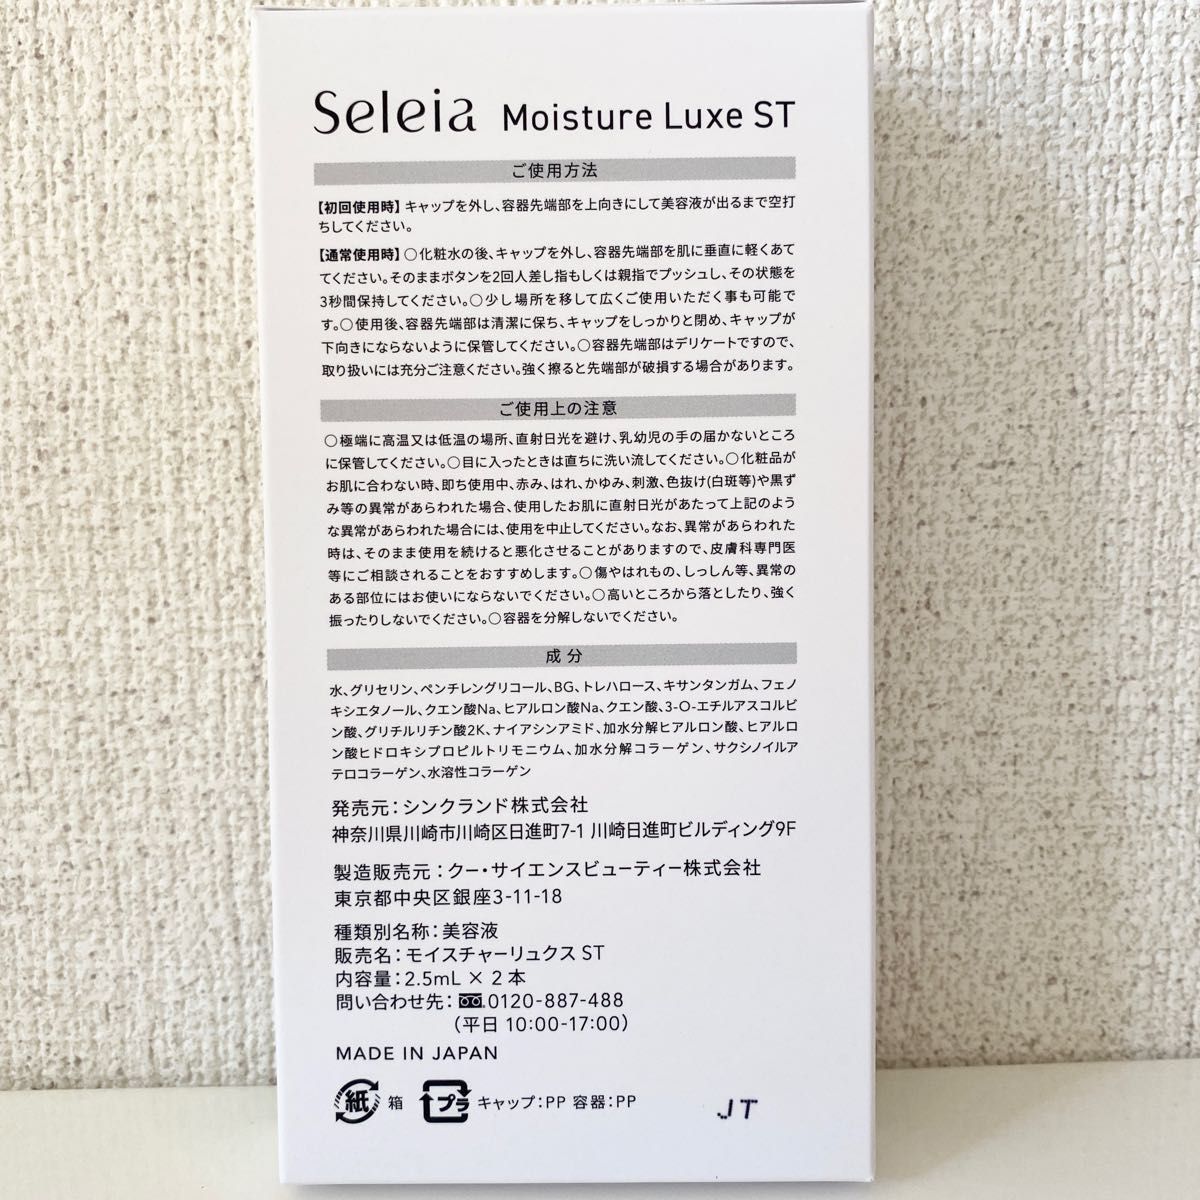 Seleia Moisture Luxe ST
ご使用方法
【初回使用時】キャップを外し、容器先端部を上向きにして美容液が出るまで空打
ちしてください。
【通常使用時】○化粧水の後、キャップを外し、容器先端部を肌に垂直に軽くあて
てください。そのままボタンを2回人差し指もしくは親指でプッシュし、その状態を
3秒間保持してください。○少し場所を移して広くご使用いただく事も可能で
す。○使用後、容器先端部は清潔に保ち、キャップをしっかりと閉め、キャップが
下向きにならないように保管してください。○容器先端部はデリケートですので、
取り扱いには充分ご注意ください。強く擦ると先端部が破損する場合があります。
ご使用上の注意
○極端に高温又は低温の場所、直射日光を避け、乳幼児の手の届かないところ
に保管してください。○目に入ったときは直ちに洗い流してください。○化粧品が
お肌に合わない時、即ち使用中、赤み、はれ、かゆみ、刺激、色抜け(白斑等)や黒ず
み等の異常があらわれた場合、使用したお肌に直射日光があたって上記のよう
な異常があらわれた場合には、使用を中止してください。なお、異常があらわれた
時は、そのまま使用を続けると悪化させることがありますので、皮膚科専門医
等にご相談されることをおすすめします。○傷やはれもの、しっしん等、異常の
ある部位にはお使いにならないでください。○高いところから落としたり、強く
振ったりしないでください。○容器を分解しないでください。
成分
水、グリセリン、ペンチレングリコール、BG、トレハロース、キサンタンガム、フェノ
キシエタノール、クエン酸Na、ヒアルロン酸Na、クエン酸、3-O-エチルアスコルビ
ン酸、グリチルリチン酸2K、ナイアシンアミド、加水分解ヒアルロン酸、ヒアルロ
ン酸ヒドロキシプロピルトリモニウム、加水分解コラーゲン、サクシノイルア
テロコラーゲン、水溶性コラーゲン
発売元：シンクランド株式会社
神奈川県川崎市川崎区日進町7-1 川崎日進町ビルディング9F
製造販売元：クー・サイエンスビューティー株式会社
東京都中央区銀座3-11-18
種類別名称：美容液
販売名：モイスチャーリュクス ST
内容量：2.5mL × 2本
問い合わせ先：0120-887-488
（平日 10:00-17:00）
MADE IN JAPAN
紙 箱 プラ キャップ：PP 容器：PP JT